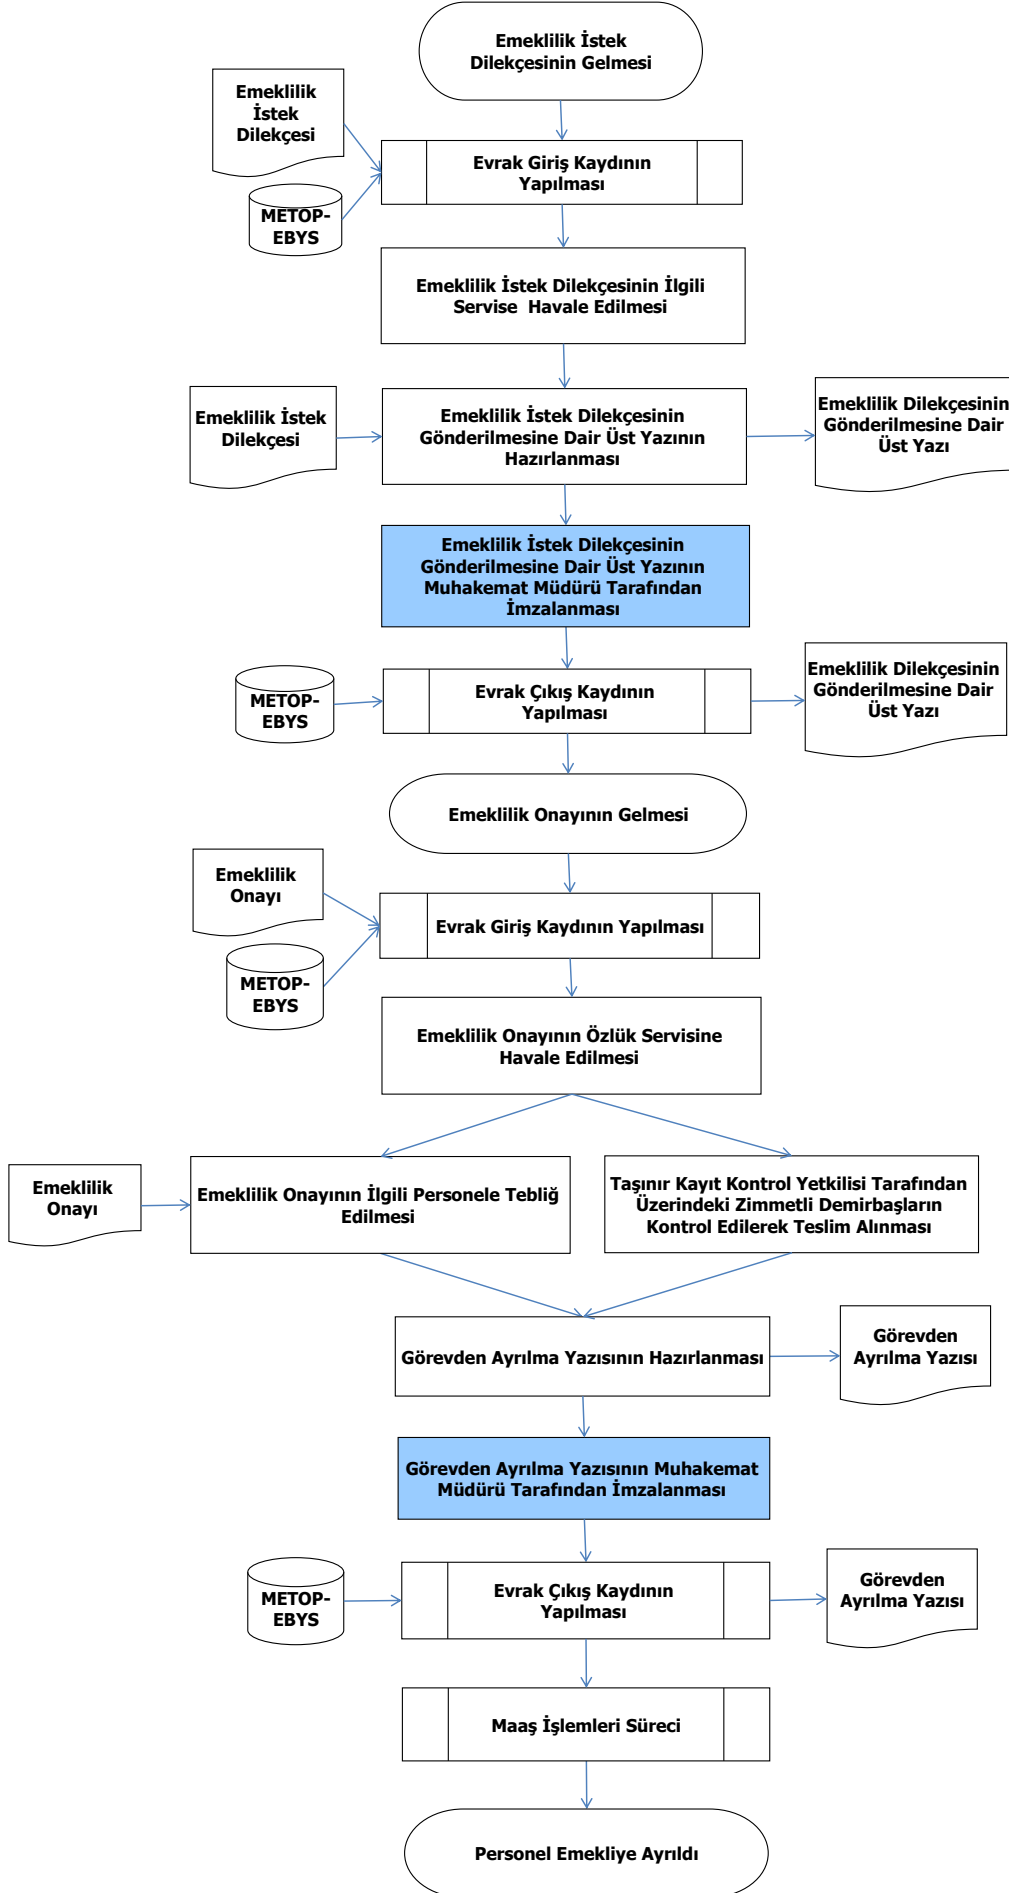 Emeklilik İstek
Dilekçesinin Gelmesi
Emeklilik
İstek
Dilekçesi
Evrak Giriş Kaydının
Yapılması
METOP-
EBYS
Emeklilik İstek Dilekçesinin İlgili
Servise Havale Edilmesi
Emeklilik İstek
Dilekçesi
Emeklilik İstek Dilekçesinin
Gönderilmesine Dair Üst Yazının
Hazırlanması
Emeklilik Dilekçesinin
Gönderilmesine Dair
Üst Yazı
Emeklilik İstek Dilekçesinin
Gönderilmesine Dair Üst Yazının
Muhakemat Müdürü Tarafından
İmzalanması
METOP-
EBYS
Evrak Çıkış Kaydının
Yapılması
Emeklilik Dilekçesinin
Gönderilmesine Dair
Üst Yazı
Emeklilik Onayının Gelmesi
Emeklilik
Onayı
Evrak Giriş Kaydının Yapılması
METOP-
EBYS
Emeklilik Onayının Özlük Servisine
Havale Edilmesi
Emeklilik
Onayı
Emeklilik Onayının İlgili Personele Tebliğ
Edilmesi
Taşınır Kayıt Kontrol Yetkilisi Tarafından
Üzerindeki Zimmetli Demirbaşların
Kontrol Edilerek Teslim Alınması
Görevden Ayrılma Yazısının Hazırlanması
Görevden
Ayrılma Yazısı
Görevden Ayrılma Yazısının Muhakemat
Müdürü Tarafından İmzalanması
METOP-
EBYS
Evrak Çıkış Kaydının
Yapılması
Görevden
Ayrılma Yazısı
Maaş İşlemleri Süreci
Personel Emekliye Ayrıldı